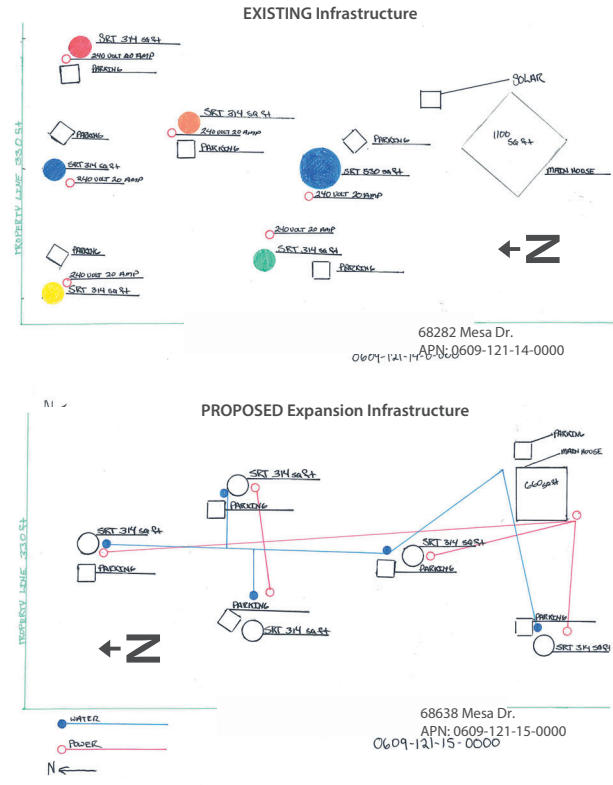 EXISTING Infrastructure
SRT 314 SQ Ft
240 VOLT 20 AMP
PARKING
SOLAR
SRT 314 SQ Ft
240 VOLT 20 AMP
PARKING
PARKING
PARKING
1100
SQ Ft
SRT 314 SQ Ft
240 VOLT 20 AMP
SRT 530 SQ Ft
240 VOLT 20 AMP
MAIN HOUSE
PROPERTY LINE 330 Ft
240 VOLT 20 AMP
SRT 314 SQ Ft
PARKING
PARKING
240 VOLT 20 AMP
SRT 314 SQ Ft
N
68282 Mesa Dr.
APN: 0609-121-14-0000
PROPOSED Expansion Infrastructure
PARKING
MAIN HOUSE
660 SQ Ft
SRT 314 SQ Ft
PARKING
SRT 314 SQ Ft
PARKING
SRT 314 SQ Ft
PARKING
PROPERTY LINE 330 Ft
PARKING
SRT 314 SQ Ft
PARKING
SRT 314 SQ Ft
N
68638 Mesa Dr.
APN: 0609-121-15-0000
0609-121-15-0000
WATER
POWER
N